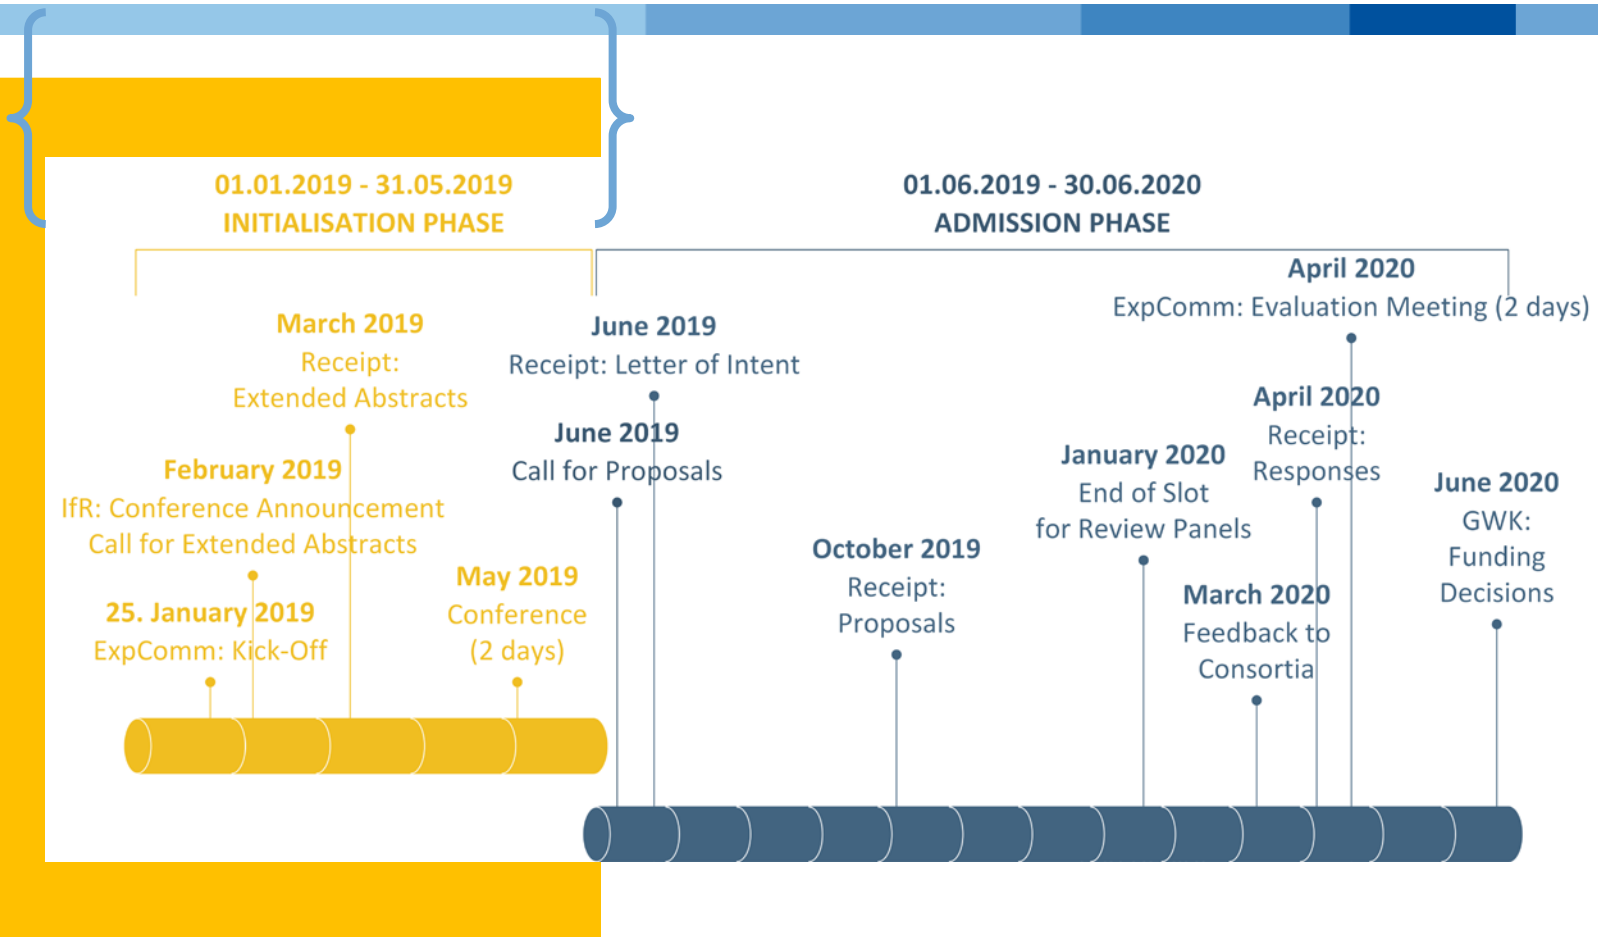 01.01.2019 - 31.05.2019
INITIALISATION PHASE
March 2019
Receipt:
Extended Abstracts
February 2019
IfR: Conference Announcement
Call for Extended Abstracts
25. January 2019
ExpComm: Kick-Off
May 2019
Conference
(2 days)
01.06.2019 - 30.06.2020
ADMISSION PHASE
June 2019
Receipt: Letter of Intent
June 2019
Call for Proposals
October 2019
Receipt:
Proposals
January 2020
End of Slot
for Review Panels
March 2020
Feedback to
Consortia
April 2020
Receipt:
Responses
April 2020
ExpComm: Evaluation Meeting (2 days)
June 2020
GWK:
Funding
Decisions